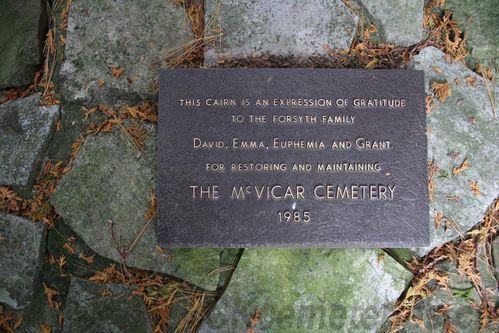 THIS CAIRN IS AN EXPRESSION OF GRATITUDE
TO THE FORSYTH FAMILY
DAVID, EMMA, EUPHEMIA AND GRANT
FOR RESTORING AND MAINTAINING
THE McVICAR CEMETERY
1985